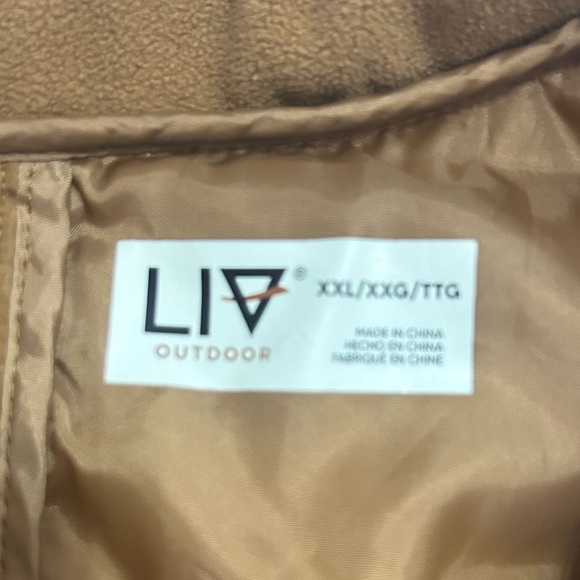 LIV® XXL/XXG/TTG
OUTDOOR
MADE IN CHINA
HECHO EN CHINA
FABRIQUÉ EN CHINE